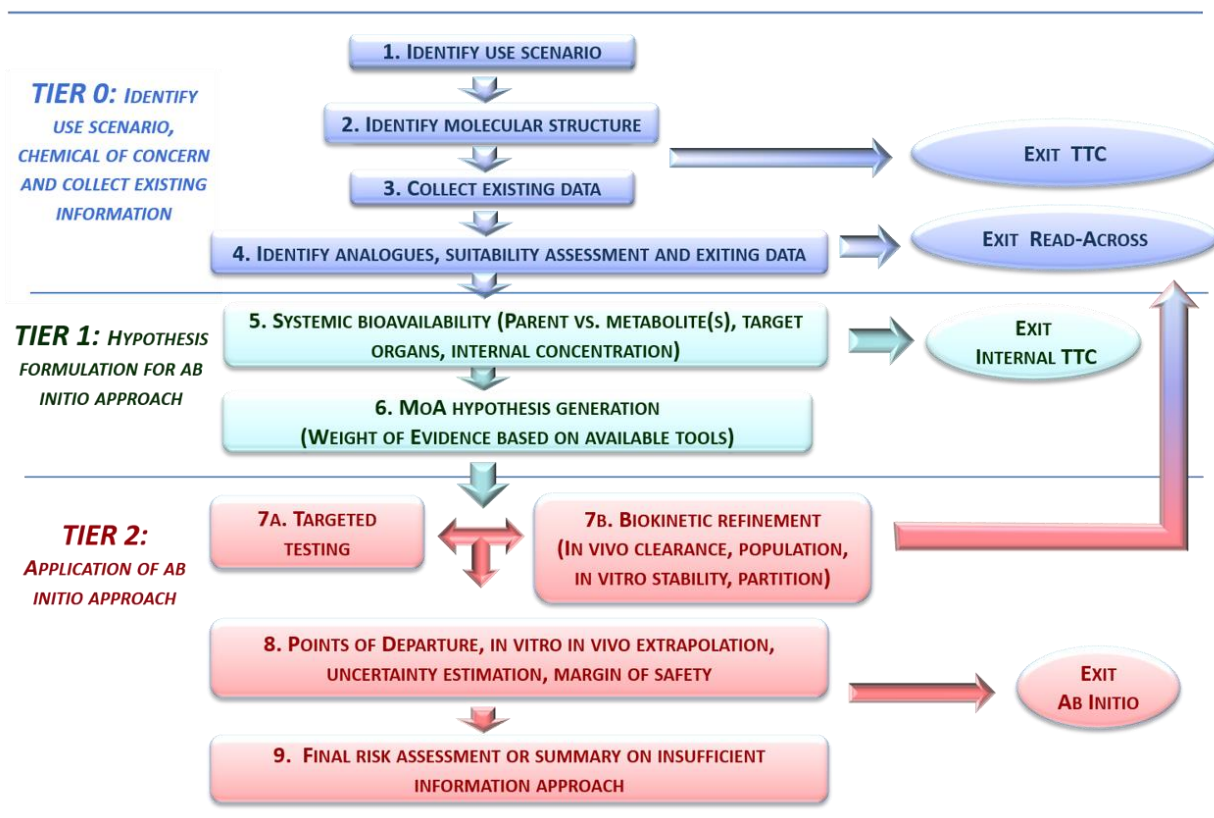 1. IDENTIFY USE SCENARIO
TIER 0: IDENTIFY
USE SCENARIO,
CHEMICAL OF CONCERN
AND COLLECT EXISTING
INFORMATION
2. IDENTIFY MOLECULAR STRUCTURE
EXIT TTC
3. COLLECT EXISTING DATA
4. IDENTIFY ANALOGUES, SUITABILITY ASSESSMENT AND EXITING DATA
EXIT READ-ACROSS
TIER 1: HYPOTHESIS
FORMULATION FOR AB
INITIO APPROACH
5. SYSTEMIC BIOAVAILABILITY (PARENT VS. METABOLITE(S), TARGET
ORGANS, INTERNAL CONCENTRATION)
EXIT
INTERNAL TTC
6. MOA HYPOTHESIS GENERATION
(WEIGHT OF EVIDENCE BASED ON AVAILABLE TOOLS)
TIER 2:
APPLICATION OF AB
INITIO APPROACH
7A. TARGETED
TESTING
7B. BIOKINETIC REFINEMENT
(IN VIVO CLEARANCE, POPULATION,
IN VITRO STABILITY, PARTITION)
8. POINTS OF DEPARTURE, IN VITRO IN VIVO EXTRAPOLATION,
UNCERTAINTY ESTIMATION, MARGIN OF SAFETY
EXIT
AB INITIO
9. FINAL RISK ASSESSMENT OR SUMMARY ON INSUFFICIENT
INFORMATION APPROACH